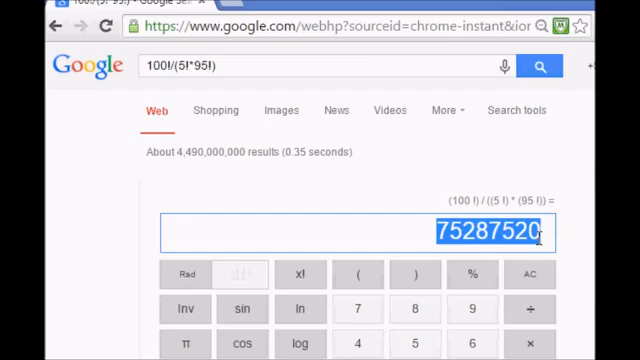 100!/(5!*95!) - Google Sea
https://www.google.com/webhp?sourceid=chrome-instant&ion
Google 100!/(5!*95!)
Web Shopping Images News Videos More Search tools
About 4,490,000,000 results (0.35 seconds)
(100 !) / ((5 !) * (95 !)) =
75287520
Rad x! ( ) % AC
Inv sin ln 7 8 9 ÷
π cos log 4 5 6 ×